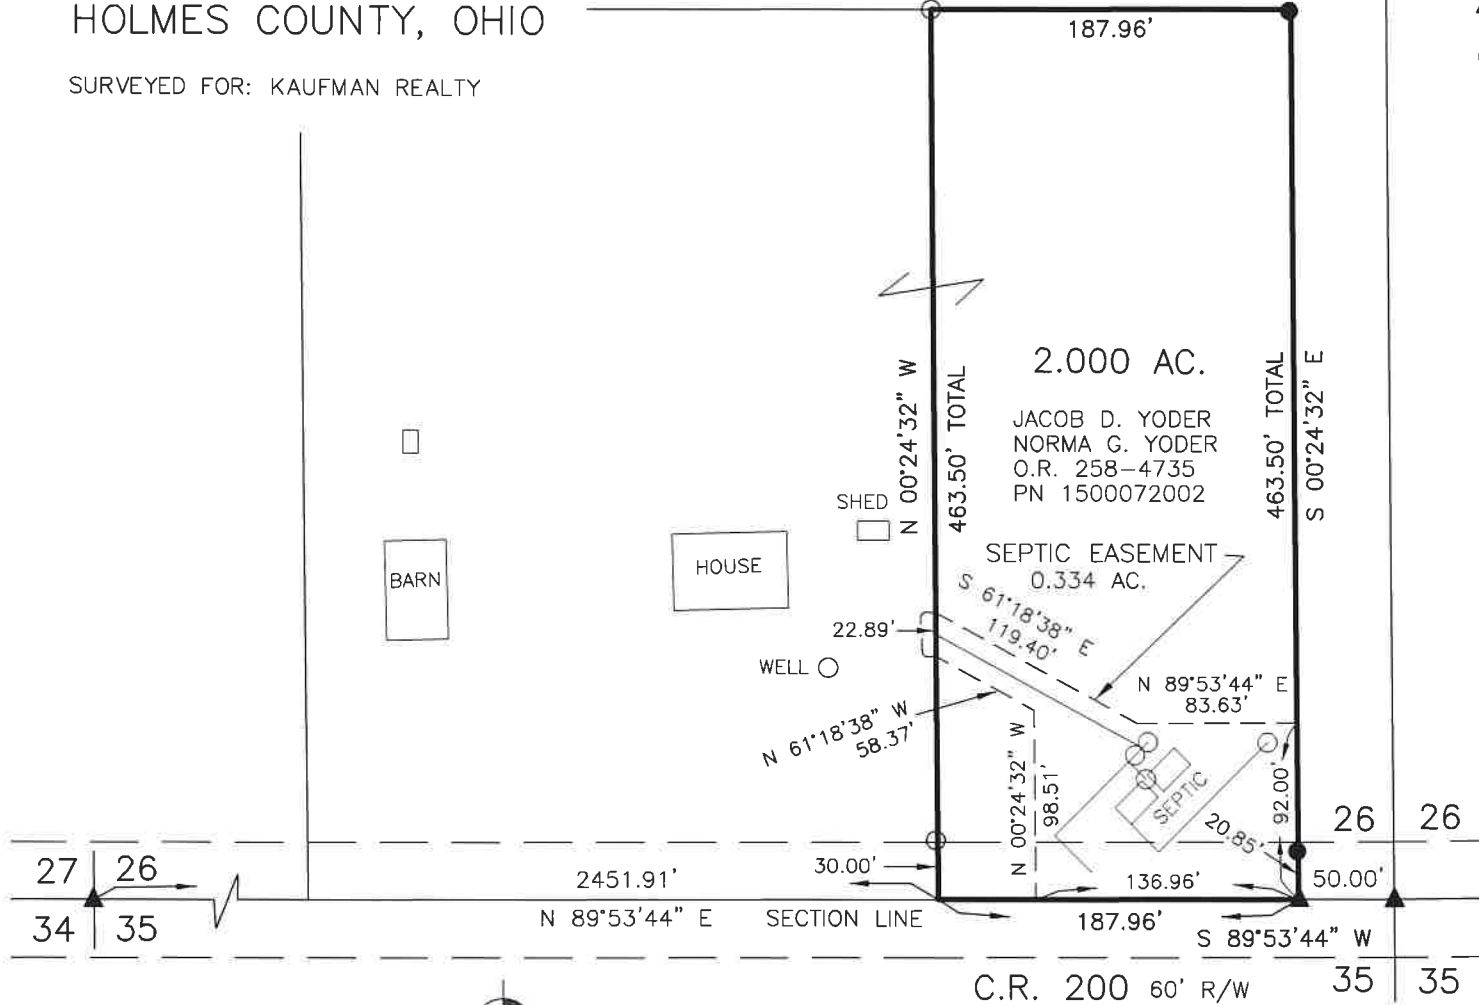 HOLMES COUNTY, OHIO
SURVEYED FOR: KAUFMAN REALTY
187.96'
2.000 AC.
N 00°24'32" W
463.50' TOTAL
463.50' TOTAL
S 00°24'32" E
JACOB D. YODER
NORMA G. YODER
O.R. 258-4735
PN 1500072002
SHED
SEPTIC EASEMENT
0.334 AC.
BARN
HOUSE
S 61°18'38" E
119.40'
22.89'
WELL
N 89°53'44" E
83.63'
N 61°18'38" W
58.37'
N 00°24'32" W
98.51'
SEPTIC
92.00'
20.85'
26 26
27 26
2451.91'
30.00'
136.96'
50.00'
34 35
N 89°53'44" E SECTION LINE
187.96'
S 89°53'44" W
C.R. 200 60' R/W
35 35